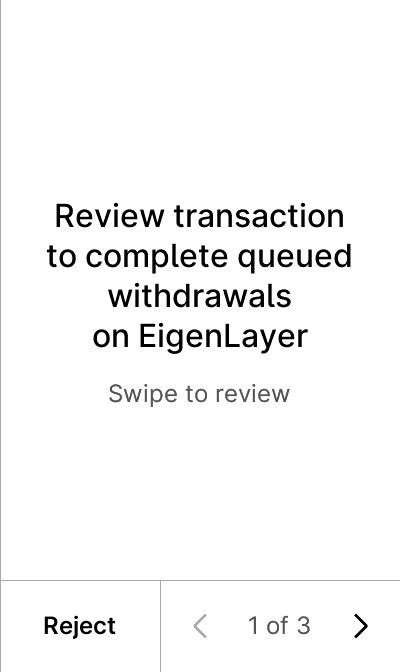 Review transaction
to complete queued
withdrawals
on EigenLayer
Swipe to review
Reject
1 of 3